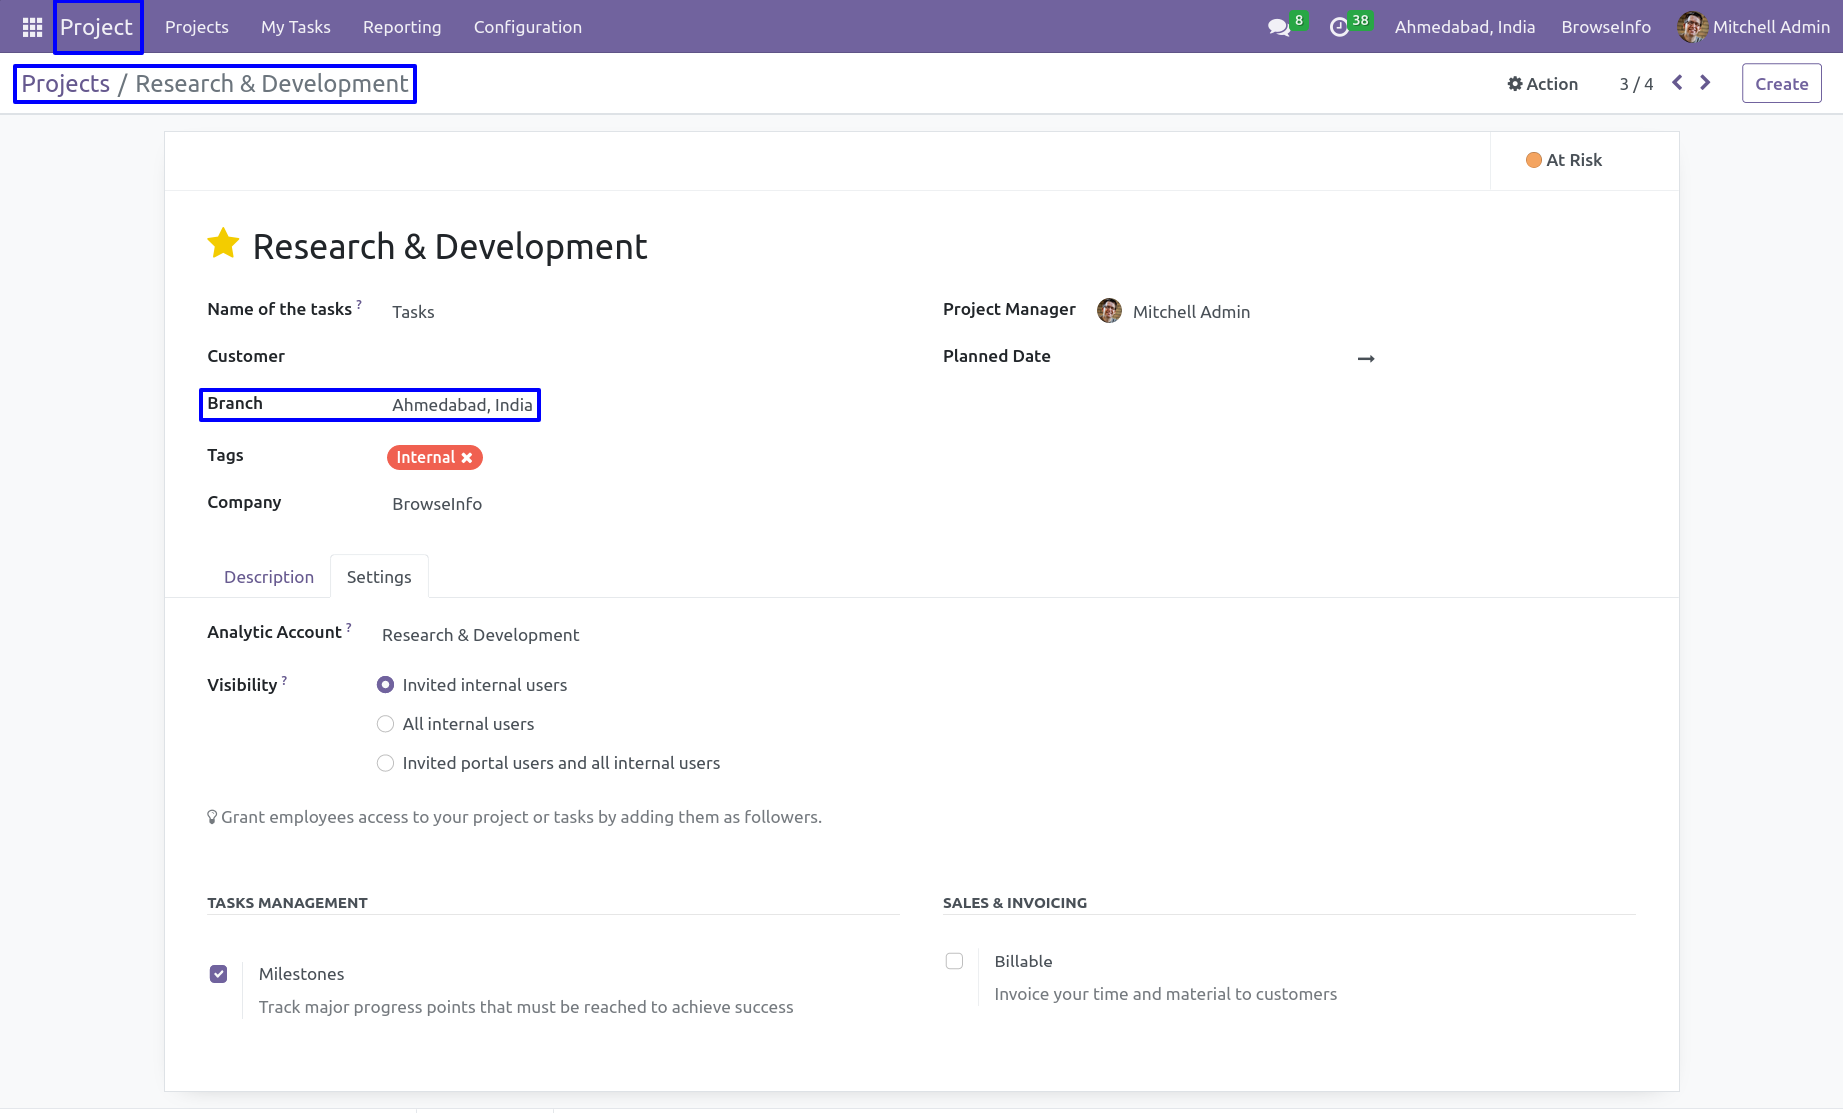 Project Projects My Tasks Reporting Configuration 8 38 Ahmedabad, India BrowseInfo Mitchell Admin
Projects / Research & Development Action 3 / 4 Create
At Risk
Research & Development
Name of the tasks ? Tasks Project Manager Mitchell Admin
Customer Planned Date →
Branch Ahmedabad, India
Tags Internal ✖
Company BrowseInfo
Description Settings
Analytic Account ? Research & Development
Visibility ? Invited internal users
All internal users
Invited portal users and all internal users
Grant employees access to your project or tasks by adding them as followers.
TASKS MANAGEMENT SALES & INVOICING
Milestones Billable
Track major progress points that must be reached to achieve success Invoice your time and material to customers